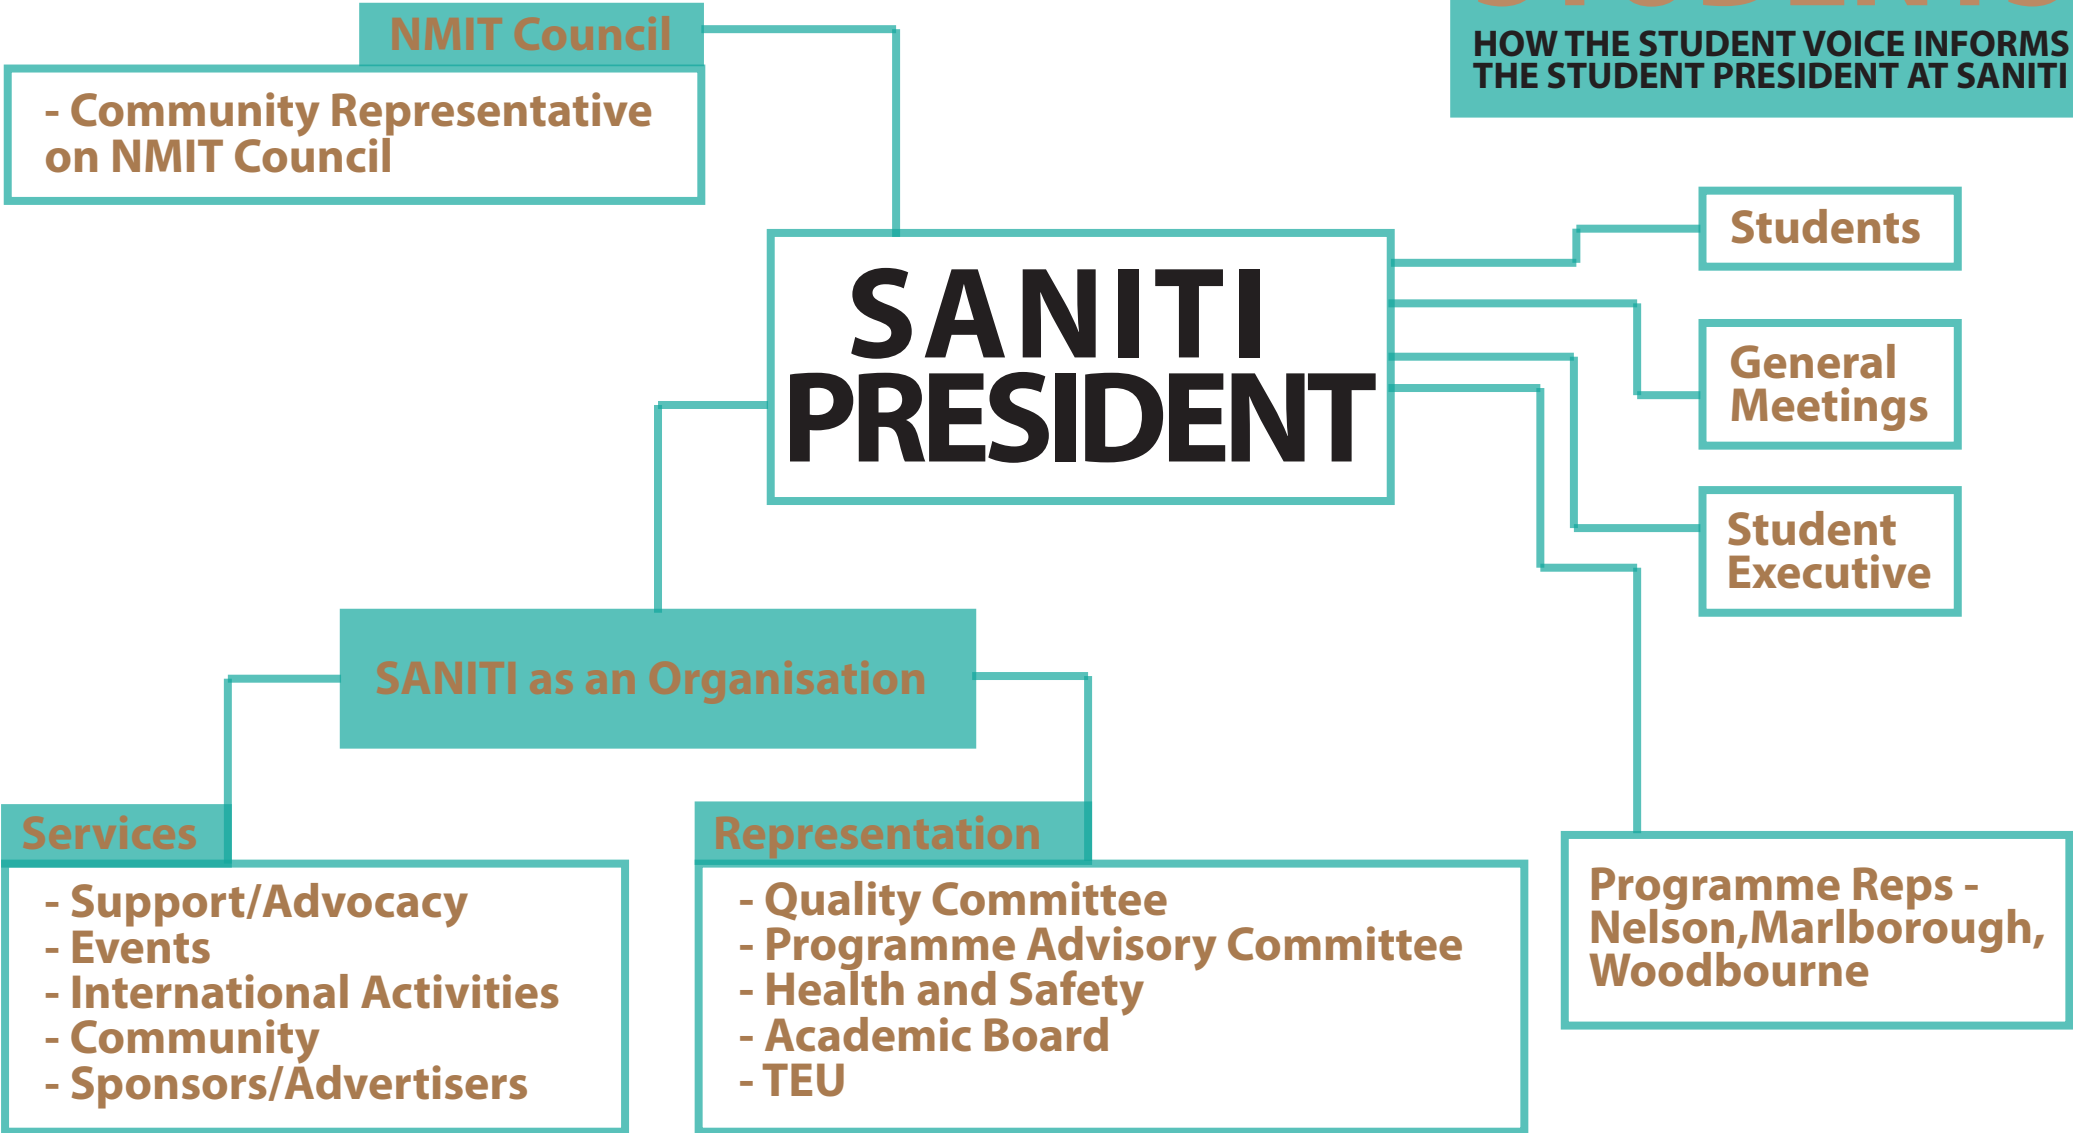 STUDENTS
HOW THE STUDENT VOICE INFORMS
THE STUDENT PRESIDENT AT SANITI
NMIT Council
- Community Representative
on NMIT Council
SANITI
PRESIDENT
Students
General
Meetings
Student
Executive
SANITI as an Organisation
Services
- Support/Advocacy
- Events
- International Activities
- Community
- Sponsors/Advertisers
Representation
- Quality Committee
- Programme Advisory Committee
- Health and Safety
- Academic Board
- TEU
Programme Reps -
Nelson,Marlborough,
Woodbourne